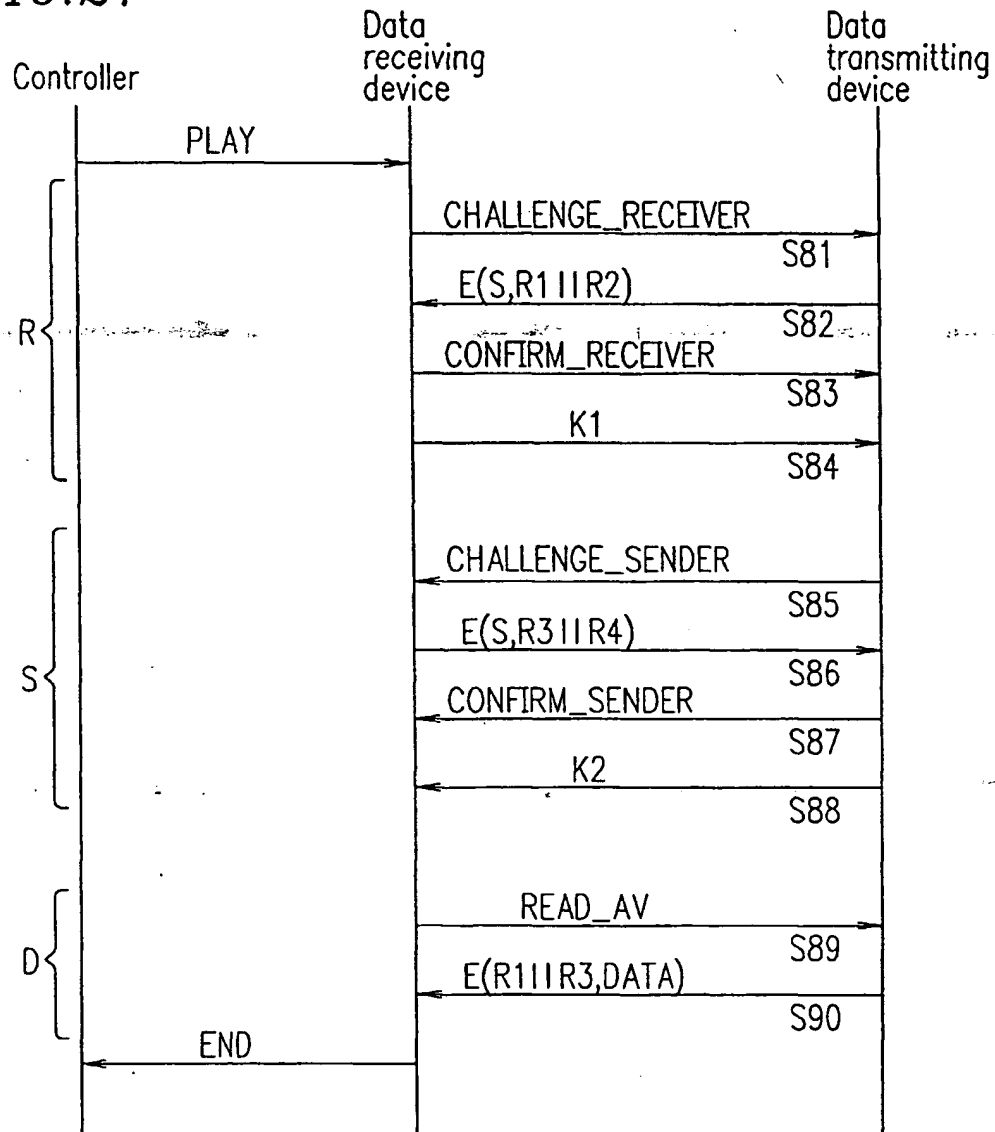 Controller
Data
receiving
device
Data
transmitting
device
PLAY
R
CHALLENGE_RECEIVER
S81
E(S,R1||R2)
S82
CONFIRM_RECEIVER
S83
K1
S84
S
CHALLENGE_SENDER
S85
E(S,R3||R4)
S86
CONFIRM_SENDER
S87
K2
S88
D
READ_AV
S89
E(R1||R3,DATA)
S90
END